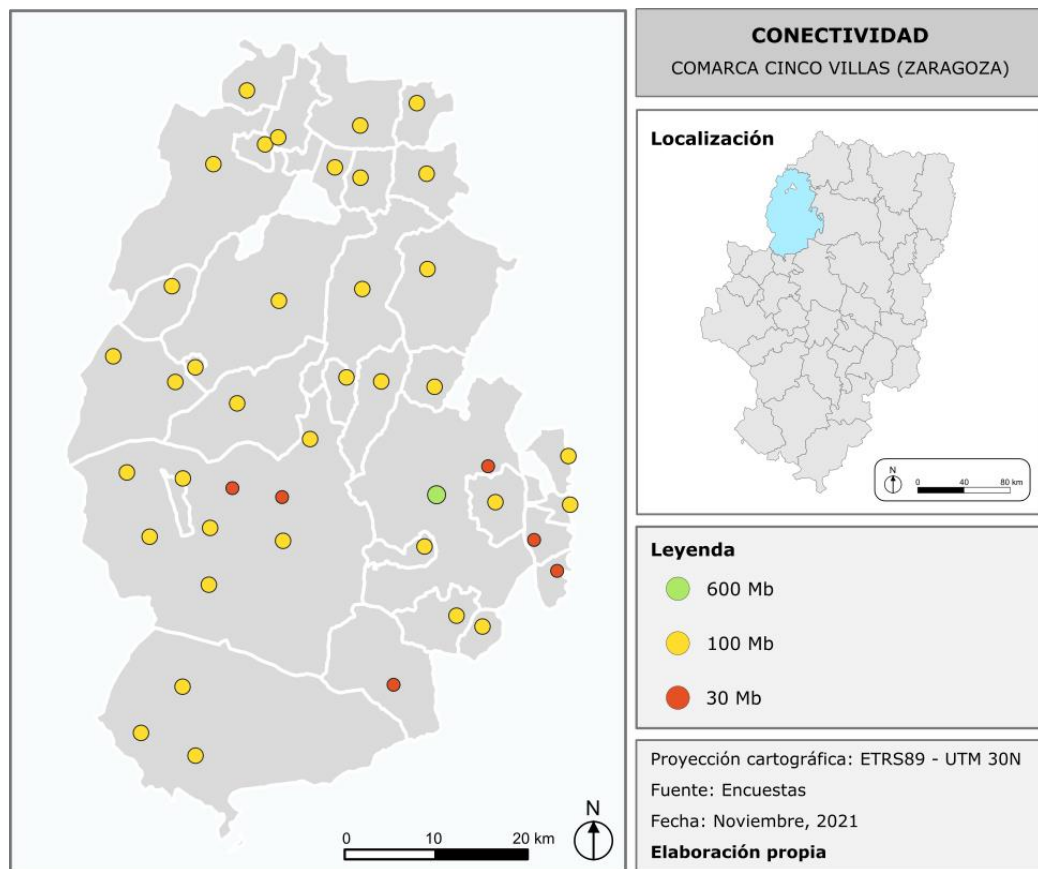 CONECTIVIDAD
COMARCA CINCO VILLAS (ZARAGOZA)
Localización
N
0 40 80 km
Leyenda
600 Mb
100 Mb
30 Mb
N
0 10 20 km
Proyección cartográfica: ETRS89 - UTM 30N
Fuente: Encuestas
Fecha: Noviembre, 2021
Elaboración propia